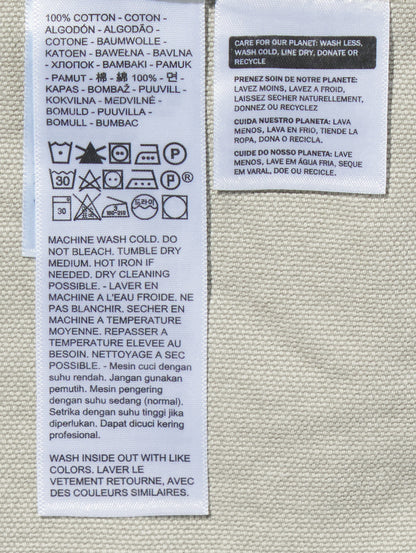 100% COTTON - COTON -
ALGODÓN - ALGODÃO -
COTONE - BAUMWOLLE -
KATOEN - BAWEŁNA - BAVLNA
- ХЛОПОК - BAMBAKI - PAMUK
- PAMUT - 棉 - 綿 100% - 면 -
KAPAS - BOMBAŽ - PUUVILL -
KOKVILNA - MEDVILNĖ -
BOMULD - PUUVILLA -
BOMULL - BUMBAC
P
30 P ®
30 3 100-210 드라이
MACHINE WASH COLD. DO
NOT BLEACH. TUMBLE DRY
MEDIUM. HOT IRON IF
NEEDED. DRY CLEANING
POSSIBLE. - LAVER EN
MACHINE A L'EAU FROIDE. NE
PAS BLANCHIR. SECHER EN
MACHINE A TEMPERATURE
MOYENNE. REPASSER A
TEMPERATURE ELEVEE AU
BESOIN. NETTOYAGE A SEC
POSSIBLE. - Mesin cuci dengan
suhu rendah. Jangan gunakan
pemutih. Mesin pengering
dengan suhu sedang (normal).
Setrika dengan suhu tinggi jika
diperlukan. Dapat dicuci kering
profesional.
WASH INSIDE OUT WITH LIKE
COLORS. LAVER LE
VETEMENT RETOURNE, AVEC
DES COULEURS SIMILAIRES.
CARE FOR OUR PLANET: WASH LESS,
WASH COLD, LINE DRY, DONATE OR
RECYCLE
PRENEZ SOIN DE NOTRE PLANETE:
LAVEZ MOINS, LAVEZ A FROID,
LAISSEZ SECHER NATURELLEMENT,
DONNEZ OU RECYCLEZ
CUIDA NUESTRO PLANETA: LAVA
MENOS, LAVA EN FRIO, TIENDE LA
ROPA, DONA O RECICLA.
CUIDE DO NOSSO PLANETA: LAVE
MENOS, LAVE EM ÁGUA FRIA, SEQUE
EM VARAL, DOE OU RECICLE.